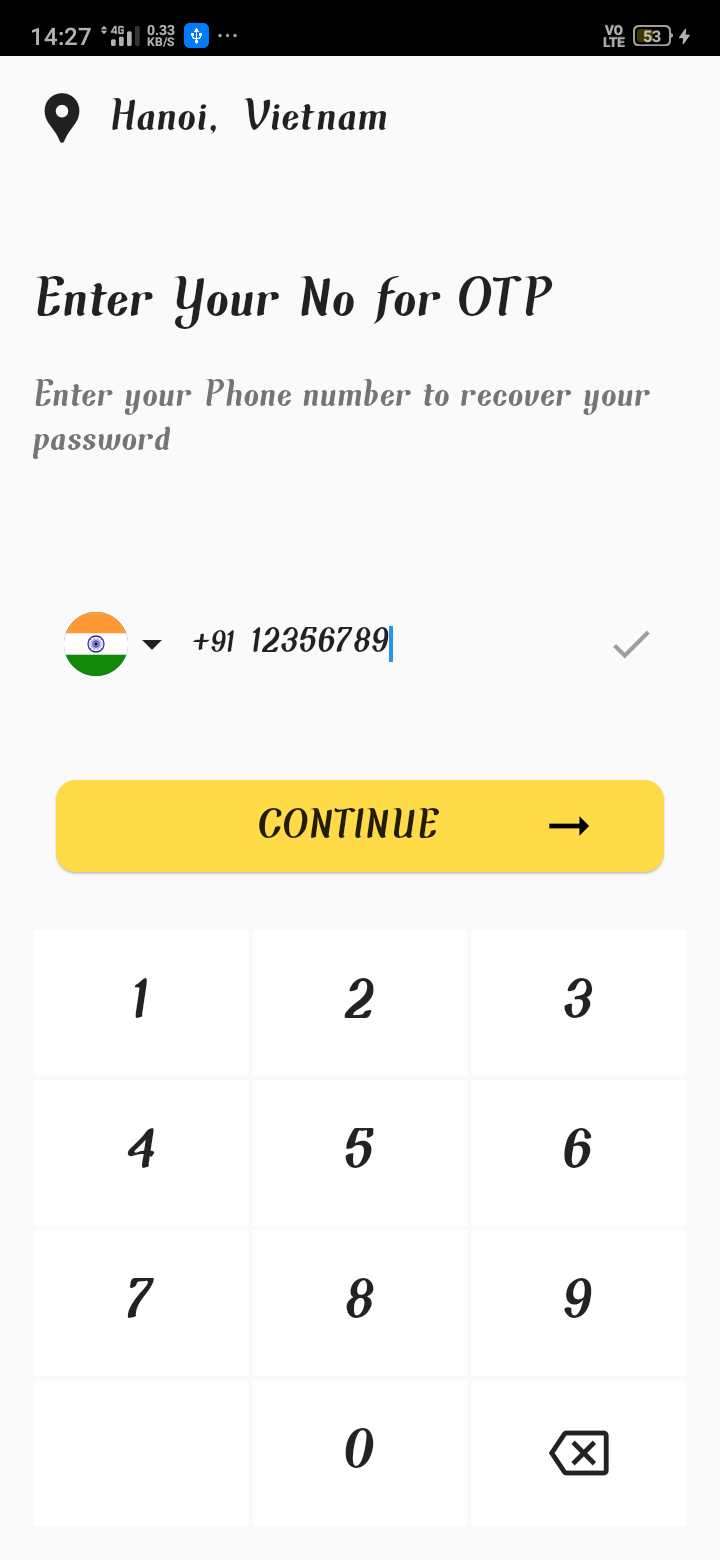 14:27 4G 0.33 KB/S ... VO LTE 53
Hanoi, Vietnam
Enter Your No for OTP
Enter your Phone number to recover your
password
+91 12356789
CONTINUE
1 2 3
4 5 6
7 8 9
0